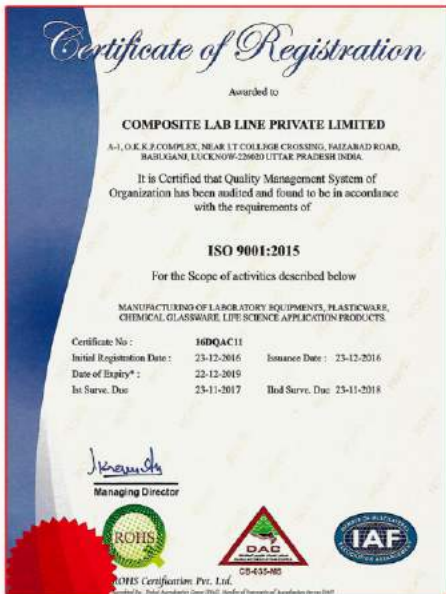 Certificate of Registration
Awarded to
COMPOSITE LAB LINE PRIVATE LIMITED
A-1, O.K.K.P.COMPLEX, NEAR I.T COLLEGE CROSSING, FAIZABAD ROAD,
BABUGANJ, LUCKNOW-226020 UTTAR PRADESH INDIA.
It is Certified that Quality Management System of
Organization has been audited and found to be in accordance
with the requirements of
ISO 9001:2015
For the Scope of activities described below
MANUFACTURING OF LABORATORY EQUIPMENTS, PLASTICWARE,
CHEMICAL GLASSWARE, LIFE SCIENCE APPLICATION PRODUCTS.
Certificate No : 16DQAC11
Initial Registration Date : 23-12-2016 Issuance Date : 23-12-2016
Date of Expiry* : 22-12-2019
Ist Surve. Due 23-11-2017 IInd Surve. Due 23-11-2018
Managing Director
ROHS
DAC
CB-035-MS
IAF
ROHS Certification Pvt. Ltd.